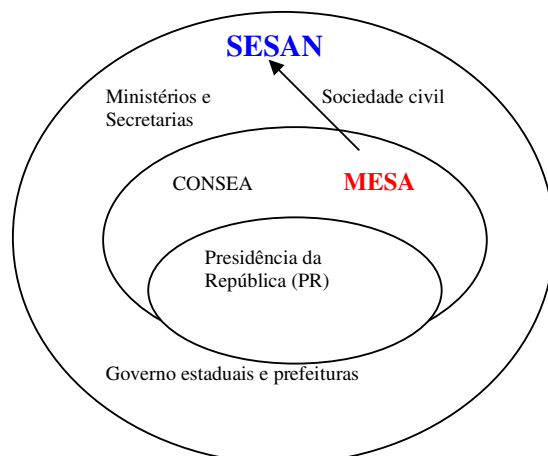 SESAN
Ministérios e
Secretarias
Sociedade civil
CONSEA
MESA
Presidência da
República (PR)
Governo estaduais e prefeituras